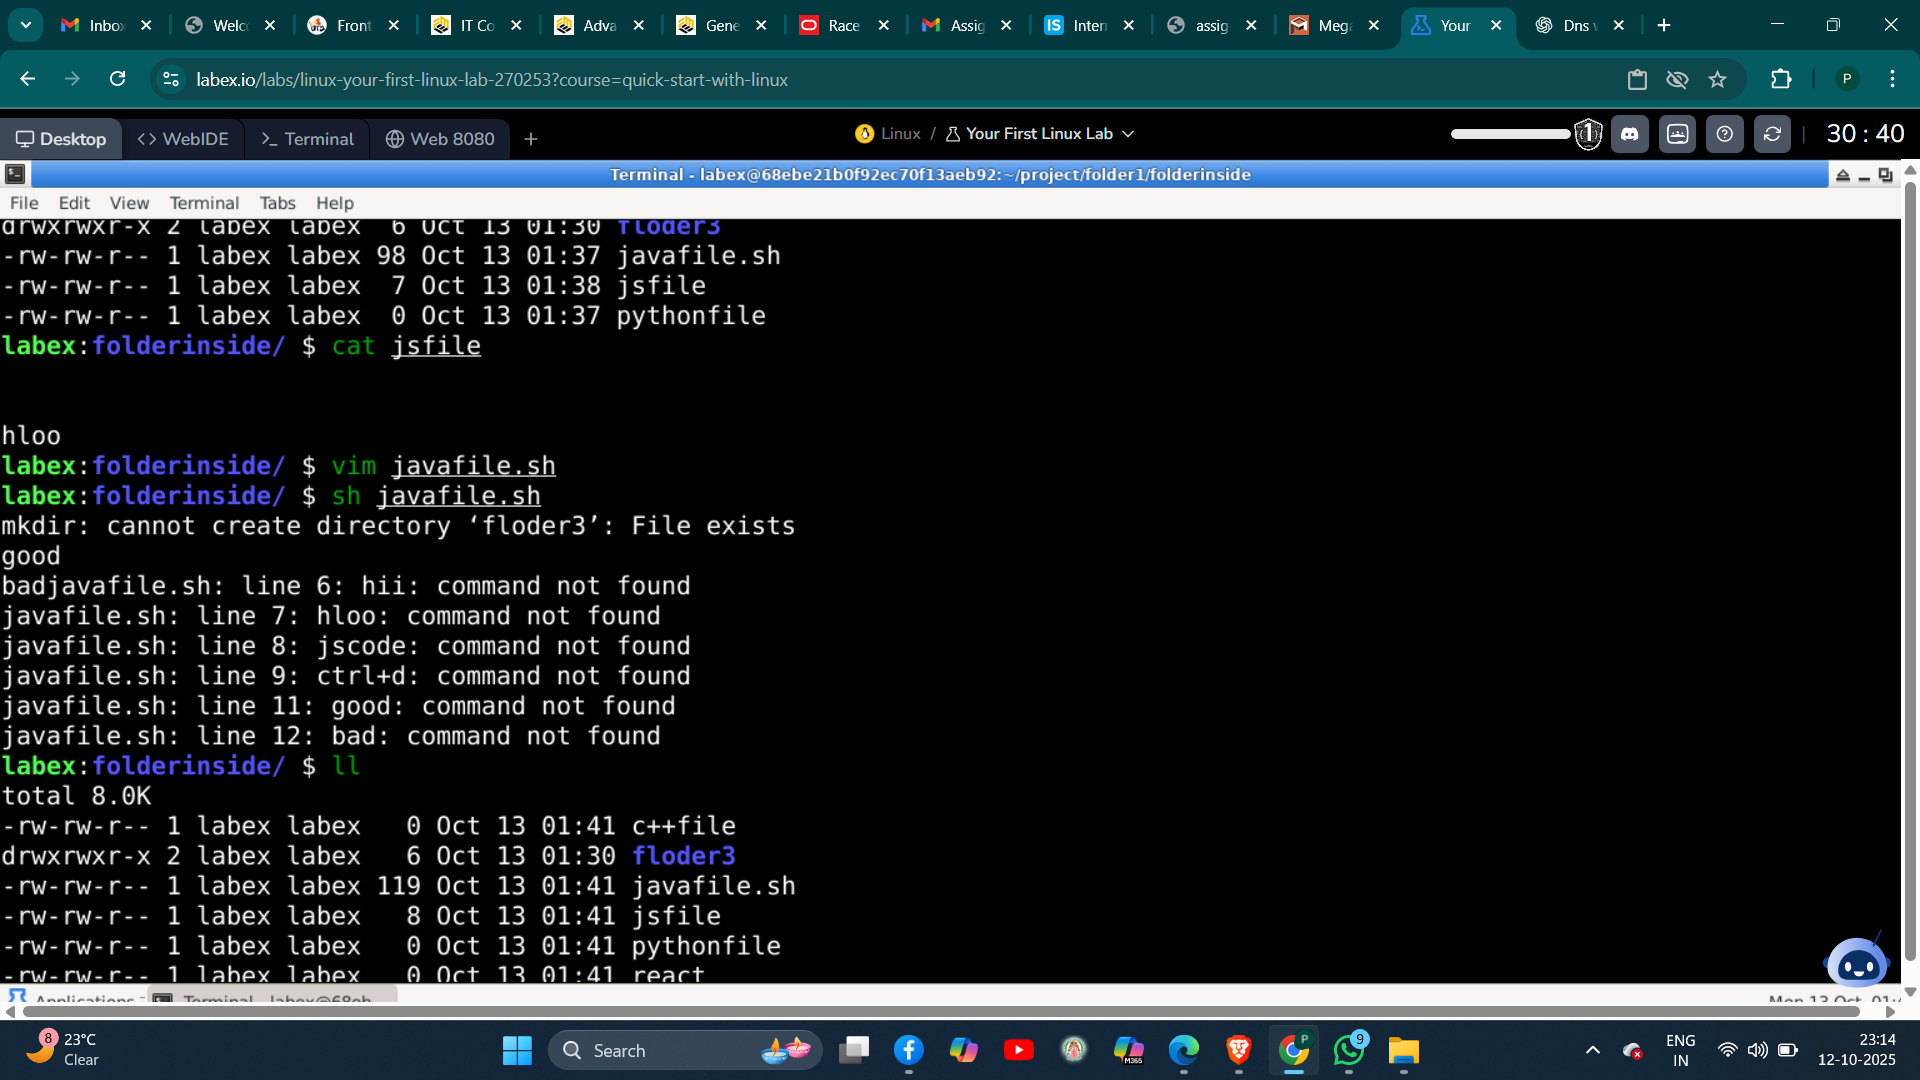 Inbo
Welc
Front
IT Co
Adva
Gene
Race
Assig
Interr
assig
Mega
Your
Dns
labex.io/labs/linux-your-first-linux-lab-270253?course=quick-start-with-linux
P
Desktop
WebIDE
Terminal
Web 8080
Linux / Your First Linux Lab
1
30 : 40
Terminal - labex@68ebe21b0f92ec70f13aeb92:~/project/folder1/folderinside
File Edit View Terminal Tabs Help
drwxrwxr-x 2 labex labex  6 Oct 13 01:30 floder3
-rw-rw-r-- 1 labex labex 98 Oct 13 01:37 javafile.sh
-rw-rw-r-- 1 labex labex  7 Oct 13 01:38 jsfile
-rw-rw-r-- 1 labex labex  0 Oct 13 01:37 pythonfile
labex:folderinside/ $ cat jsfile
hloo
labex:folderinside/ $ vim javafile.sh
labex:folderinside/ $ sh javafile.sh
mkdir: cannot create directory ‘floder3’: File exists
good
badjavafile.sh: line 6: hii: command not found
javafile.sh: line 7: hloo: command not found
javafile.sh: line 8: jscode: command not found
javafile.sh: line 9: ctrl+d: command not found
javafile.sh: line 11: good: command not found
javafile.sh: line 12: bad: command not found
labex:folderinside/ $ ll
total 8.0K
-rw-rw-r-- 1 labex labex   0 Oct 13 01:41 c++file
drwxrwxr-x 2 labex labex   6 Oct 13 01:30 floder3
-rw-rw-r-- 1 labex labex 119 Oct 13 01:41 javafile.sh
-rw-rw-r-- 1 labex labex   8 Oct 13 01:41 jsfile
-rw-rw-r-- 1 labex labex   0 Oct 13 01:41 pythonfile
-rw-rw-r-- 1 labex labex   0 Oct 13 01:41 react
Applications
Terminal - labex@68eb
Mon 13 Oct, 01:4
8
23°C
Clear
Search
M365
P
9
ENG
IN
23:14
12-10-2025